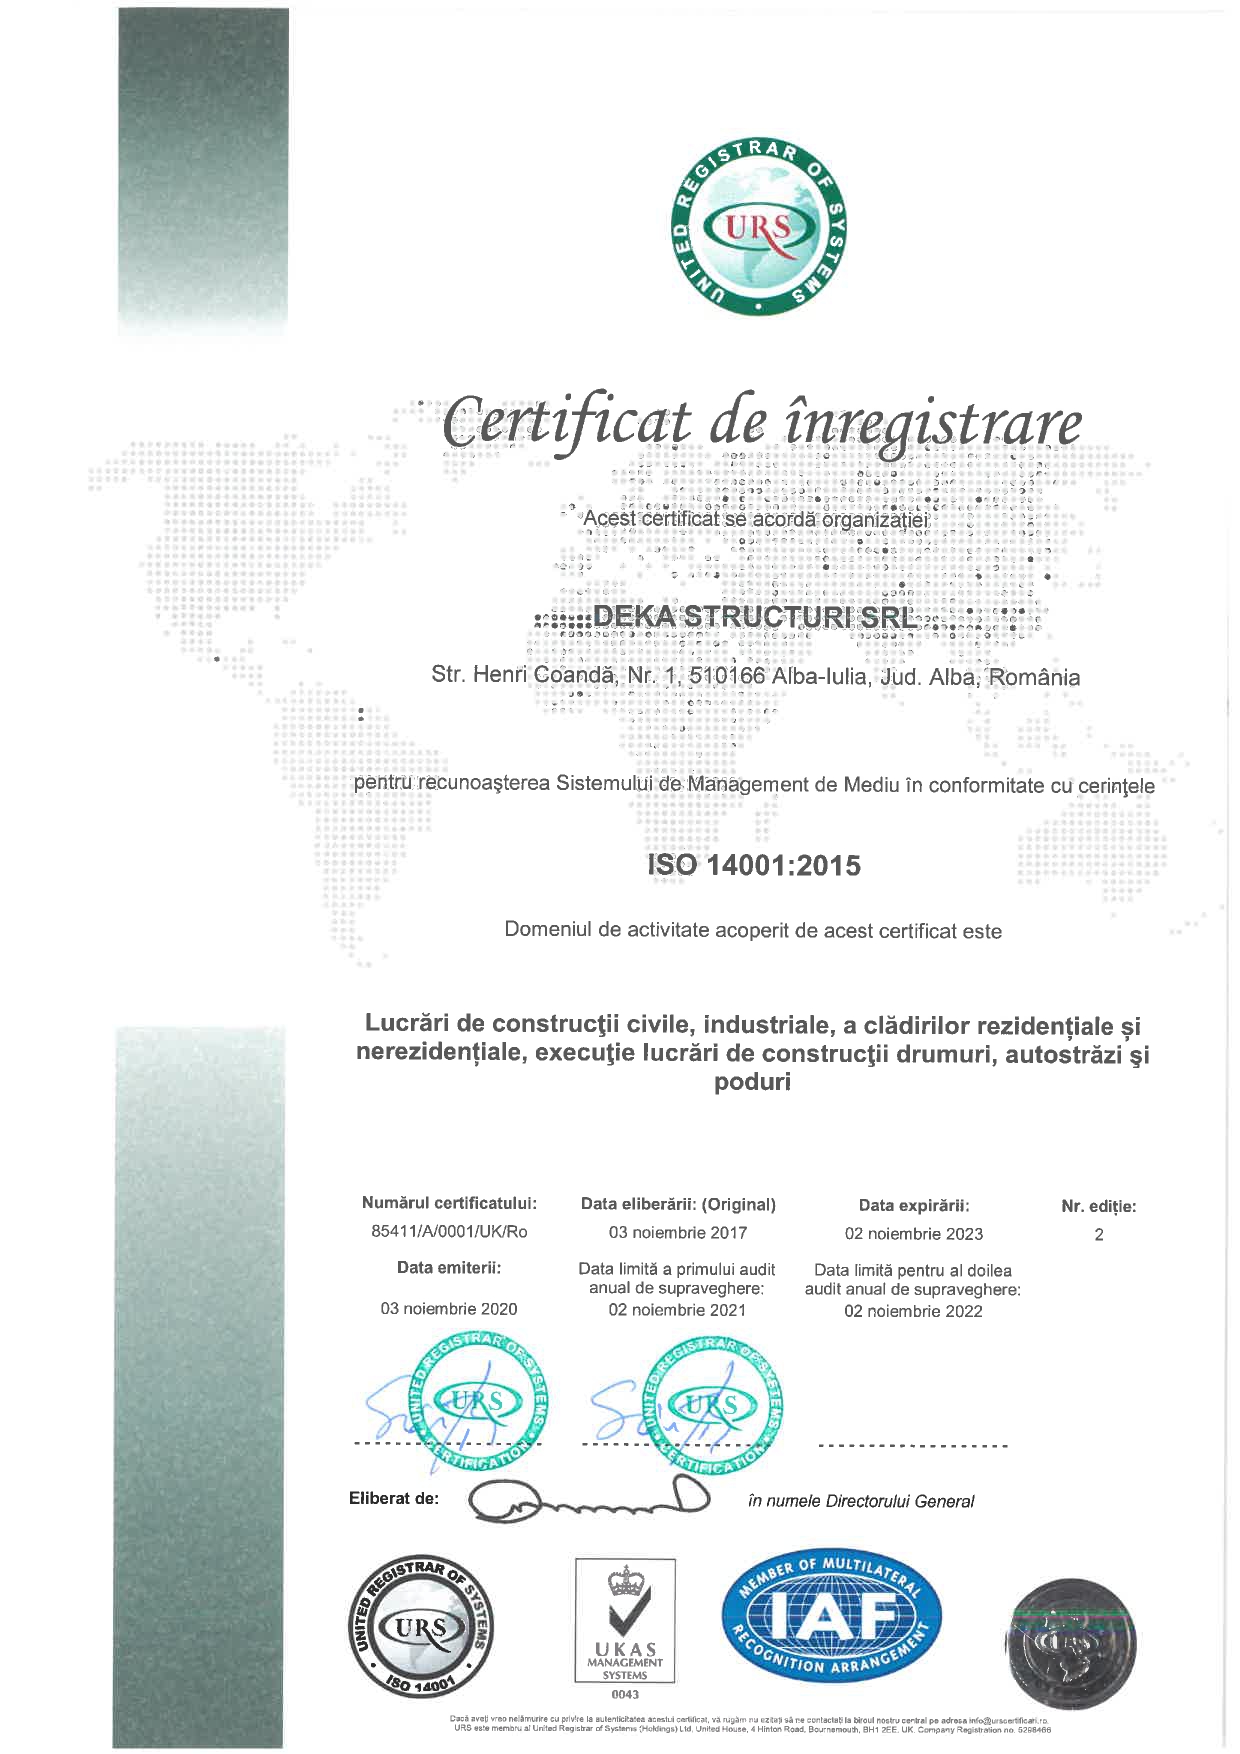 UNITED REGISTRAR OF SYSTEMS
URS
Certificat de înregistrare
Acest certificat se acordă organizaţiei
DEKA STRUCTURI SRL
Str. Henri Coandă, Nr. 1, 510166 Alba-Iulia, Jud. Alba, România
pentru recunoaşterea Sistemului de Management de Mediu în conformitate cu cerinţele
ISO 14001:2015
Domeniul de activitate acoperit de acest certificat este
Lucrări de construcţii civile, industriale, a clădirilor rezidențiale și
nerezidențiale, execuţie lucrări de construcţii drumuri, autostrăzi şi
poduri
Numărul certificatului: Data eliberării: (Original) Data expirării: Nr. ediţie:
85411/A/0001/UK/Ro 03 noiembrie 2017 02 noiembrie 2023 2
Data emiterii: Data limită a primului audit Data limită pentru al doilea
anual de supraveghere: audit anual de supraveghere:
03 noiembrie 2020 02 noiembrie 2021 02 noiembrie 2022
UNITED REGISTRAR OF SYSTEMS * CERTIFICATION *
URS
UNITED REGISTRAR OF SYSTEMS * CERTIFICATION *
URS
Eliberat de: în numele Directorului General
UNITED REGISTRAR OF SYSTEMS
URS
ISO 14001
UKAS
MANAGEMENT
SYSTEMS
0043
MEMBER OF MULTILATERAL
IAF
RECOGNITION ARRANGEMENT
URS
Dacă aveţi vreo nelămurire cu privire la autenticitatea acestui certificat, vă rugăm nu ezitaţi să ne contactaţi la biroul nostru central pe adresa info@urscertificari.ro.
URS este membru al United Registrar of Systems (Holdings) Ltd, United House, 4 Hinton Road, Bournemouth, BH1 2EE, UK. Company Registration no. 5298466